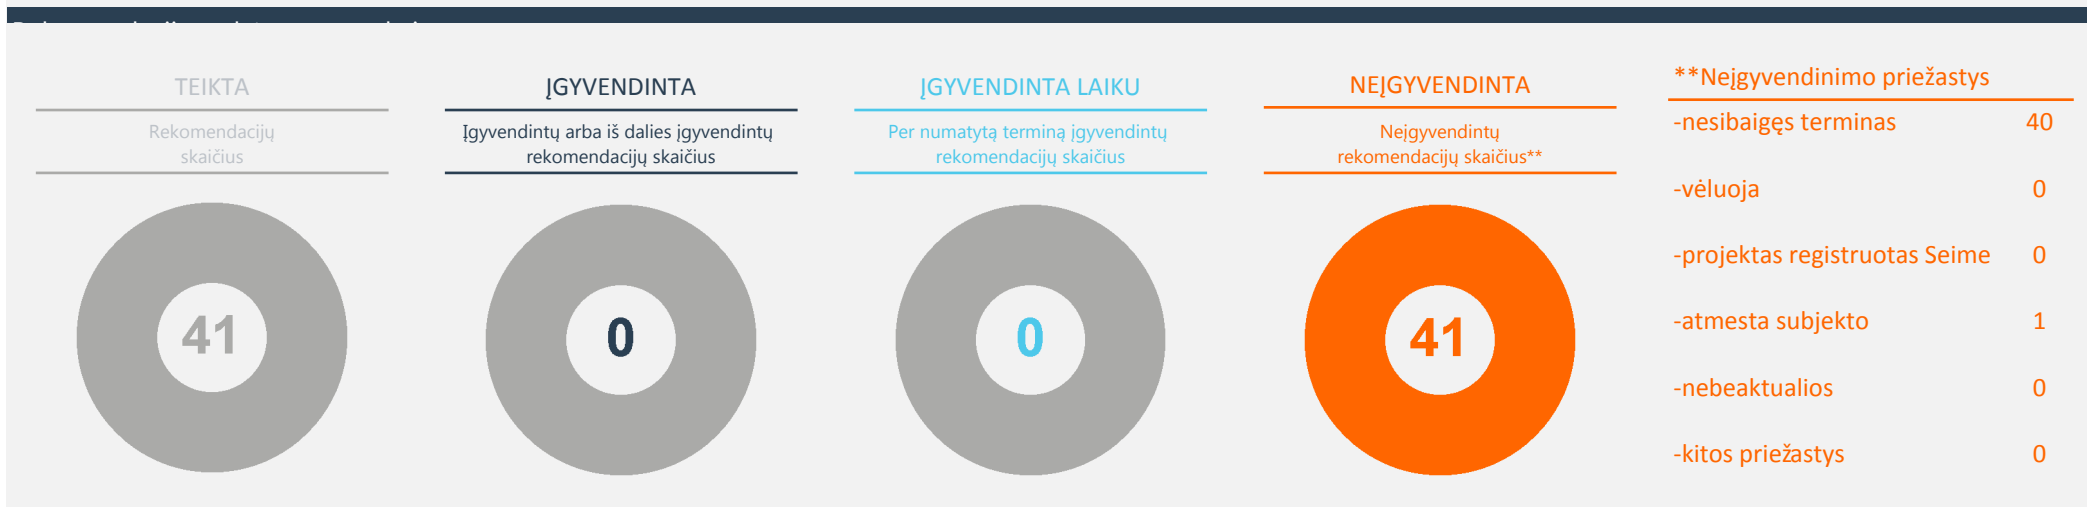 TEIKTA
Rekomendacijų
skaičius
41
ĮGYVENDINTA
Įgyvendintų arba iš dalies įgyvendintų
rekomendacijų skaičius
0
ĮGYVENDINTA LAIKU
Per numatytą terminą įgyvendintų
rekomendacijų skaičius
0
NEĮGYVENDINTA
Neįgyvendintų
rekomendacijų skaičius**
41
**Neįgyvendinimo priežastys
-nesibaigęs terminas 40
-vėluoja 0
-projektas registruotas Seime 0
-atmesta subjekto 1
-nebeaktualios 0
-kitos priežastys 0